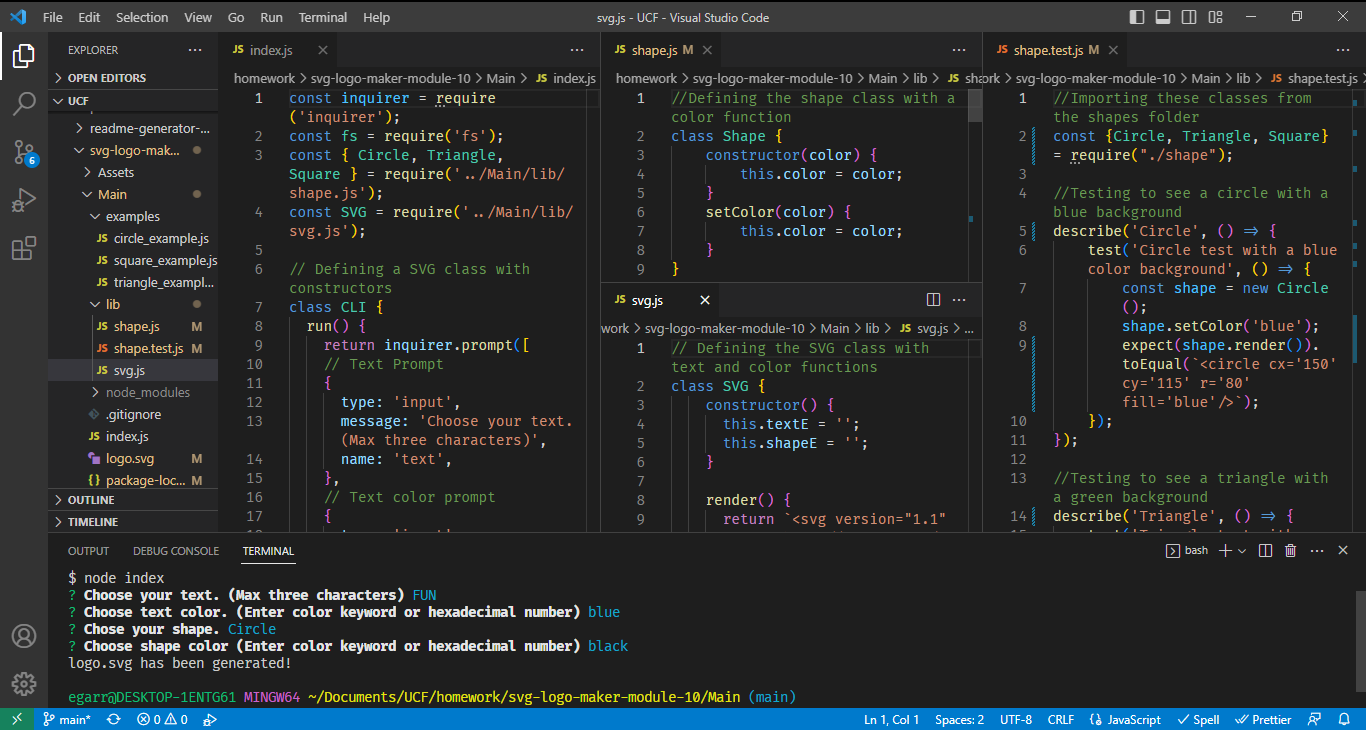 File Edit Selection View Go Run Terminal Help
svg.js - UCF - Visual Studio Code
EXPLORER
OPEN EDITORS
UCF
readme-generator-...
svg-logo-mak...
Assets
Main
examples
JS circle_example.js
JS square_example.js
JS triangle_exampl...
lib
JS shape.js M
JS shape.test.js M
JS svg.js
node_modules
.gitignore
JS index.js
logo.svg M
{} package-loc... M
OUTLINE
TIMELINE
6
JS index.js
homework > svg-logo-maker-module-10 > Main > JS index.js
1 const inquirer = require
('inquirer');
2 const fs = require('fs');
3 const { Circle, Triangle,
Square } = require('../Main/lib/
shape.js');
4 const SVG = require('../Main/lib/
svg.js');
5
6 // Defining a SVG class with
constructors
7 class CLI {
8 run() {
9 return inquirer.prompt([
10 // Text Prompt
11 {
12 type: 'input',
13 message: 'Choose your text.
(Max three characters)',
14 name: 'text',
15 },
16 // Text color prompt
17 {
JS shape.js M
homework > svg-logo-maker-module-10 > Main > lib > JS sh
1 //Defining the shape class with a
color function
2 class Shape {
3 constructor(color) {
4 this.color = color;
5 }
6 setColor(color) {
7 this.color = color;
8 }
9 }
JS svg.js
work > svg-logo-maker-module-10 > Main > lib > JS svg.js > ...
1 // Defining the SVG class with
text and color functions
2 class SVG {
3 constructor() {
4 this.textE = '';
5 this.shapeE = '';
6 }
7
8 render() {
9 return `<svg version="1.1"
JS shape.test.js M
ork > svg-logo-maker-module-10 > Main > lib > JS shape.test.js >
1 //Importing these classes from
the shapes folder
2 const {Circle, Triangle, Square}
= require("./shape");
3
4 //Testing to see a circle with a
blue background
5 describe('Circle', () => {
6 test('Circle test with a blue
color background', () => {
7 const shape = new Circle
();
8 shape.setColor('blue');
9 expect(shape.render()).
toEqual(`<circle cx='150'
cy='115' r='80'
fill='blue'/>`);
10 });
11 });
12
13 //Testing to see a triangle with
a green background
14 describe('Triangle', () => {
OUTPUT DEBUG CONSOLE TERMINAL
bash
$ node index
? Choose your text. (Max three characters) FUN
? Choose text color. (Enter color keyword or hexadecimal number) blue
? Chose your shape. Circle
? Choose shape color (Enter color keyword or hexadecimal number) black
logo.svg has been generated!
egarr@DESKTOP-1ENTG61 MINGW64 ~/Documents/UCF/homework/svg-logo-maker-module-10/Main (main)
main* 0 0 Ln 1, Col 1 Spaces: 2 UTF-8 CRLF {} JavaScript Spell Prettier